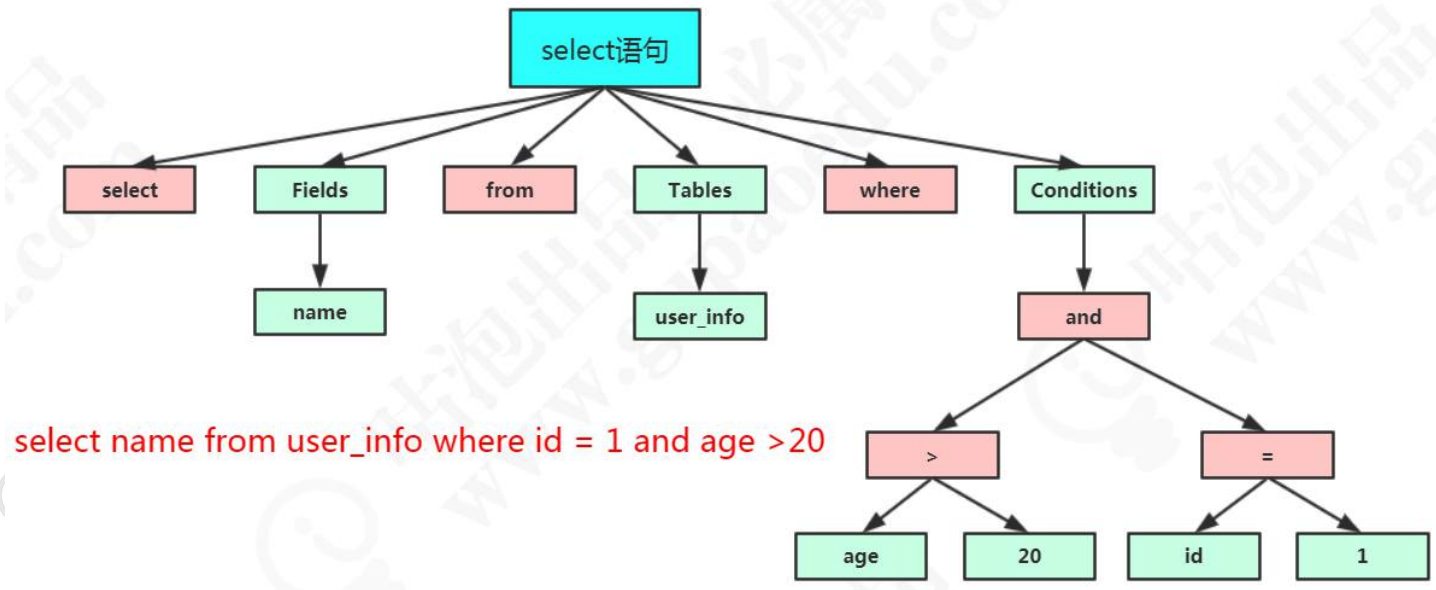 select语句
select
Fields
from
Tables
where
Conditions
name
user_info
and
select name from user_info where id = 1 and age >20
>
=
age
20
id
1